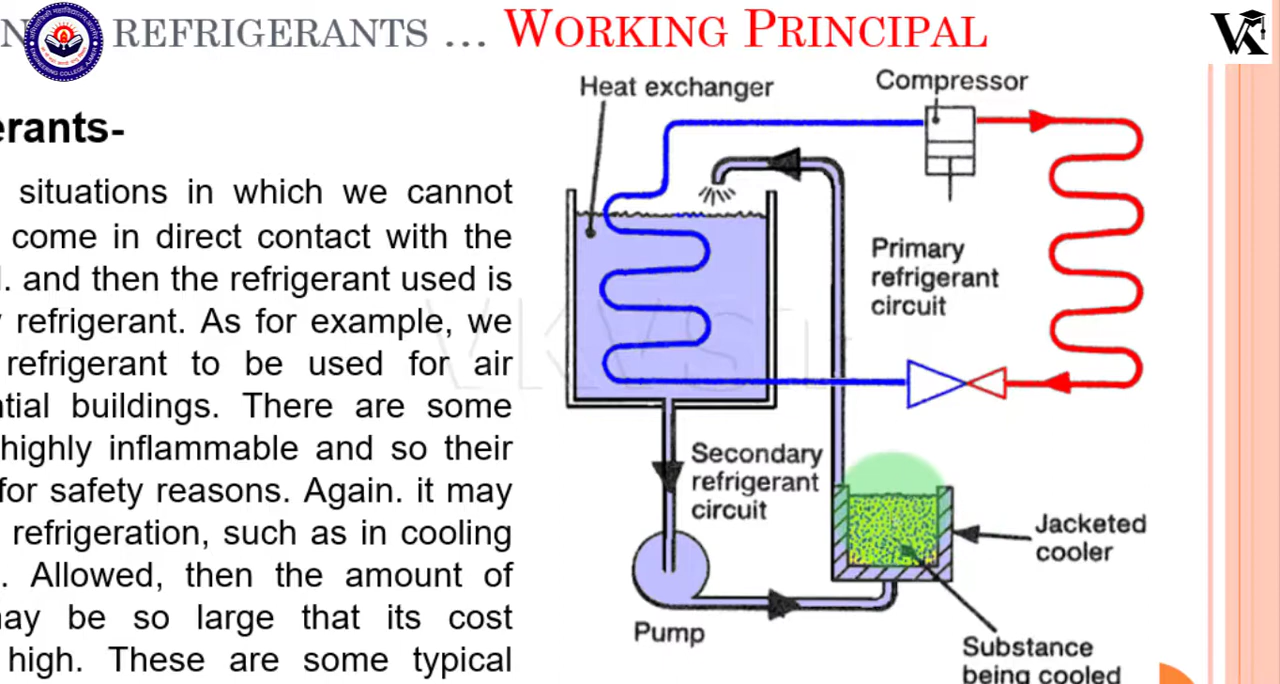 REFRIGERANTS ... WORKING PRINCIPAL
VK
erants-
situations in which we cannot
come in direct contact with the
. and then the refrigerant used is
refrigerant. As for example, we
refrigerant to be used for air
ntial buildings. There are some
highly inflammable and so their
for safety reasons. Again. it may
refrigeration, such as in cooling
. Allowed, then the amount of
may be so large that its cost
high. These are some typical
Heat exchanger
Compressor
Primary
refrigerant
circuit
Secondary
refrigerant
circuit
Jacketed
cooler
Pump
Substance
being cooled